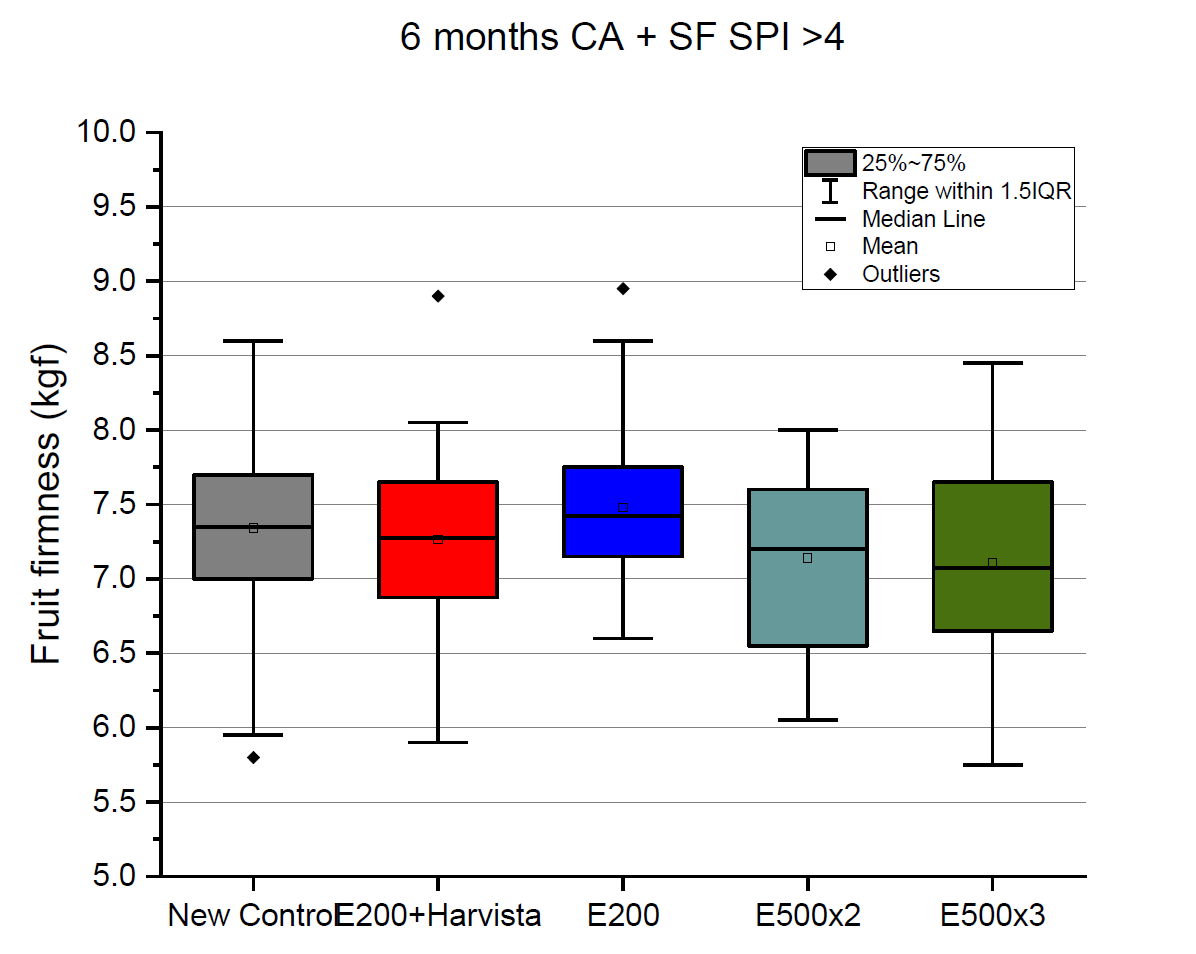 6 months CA + SF SPI >4
10.0
9.5
9.0
8.5
8.0
7.5
7.0
6.5
6.0
5.5
5.0
Fruit firmness (kgf)
25%~75%
Range within 1.5IQR
Median Line
Mean
Outliers
New Control E200+Harvista E200 E500x2 E500x3